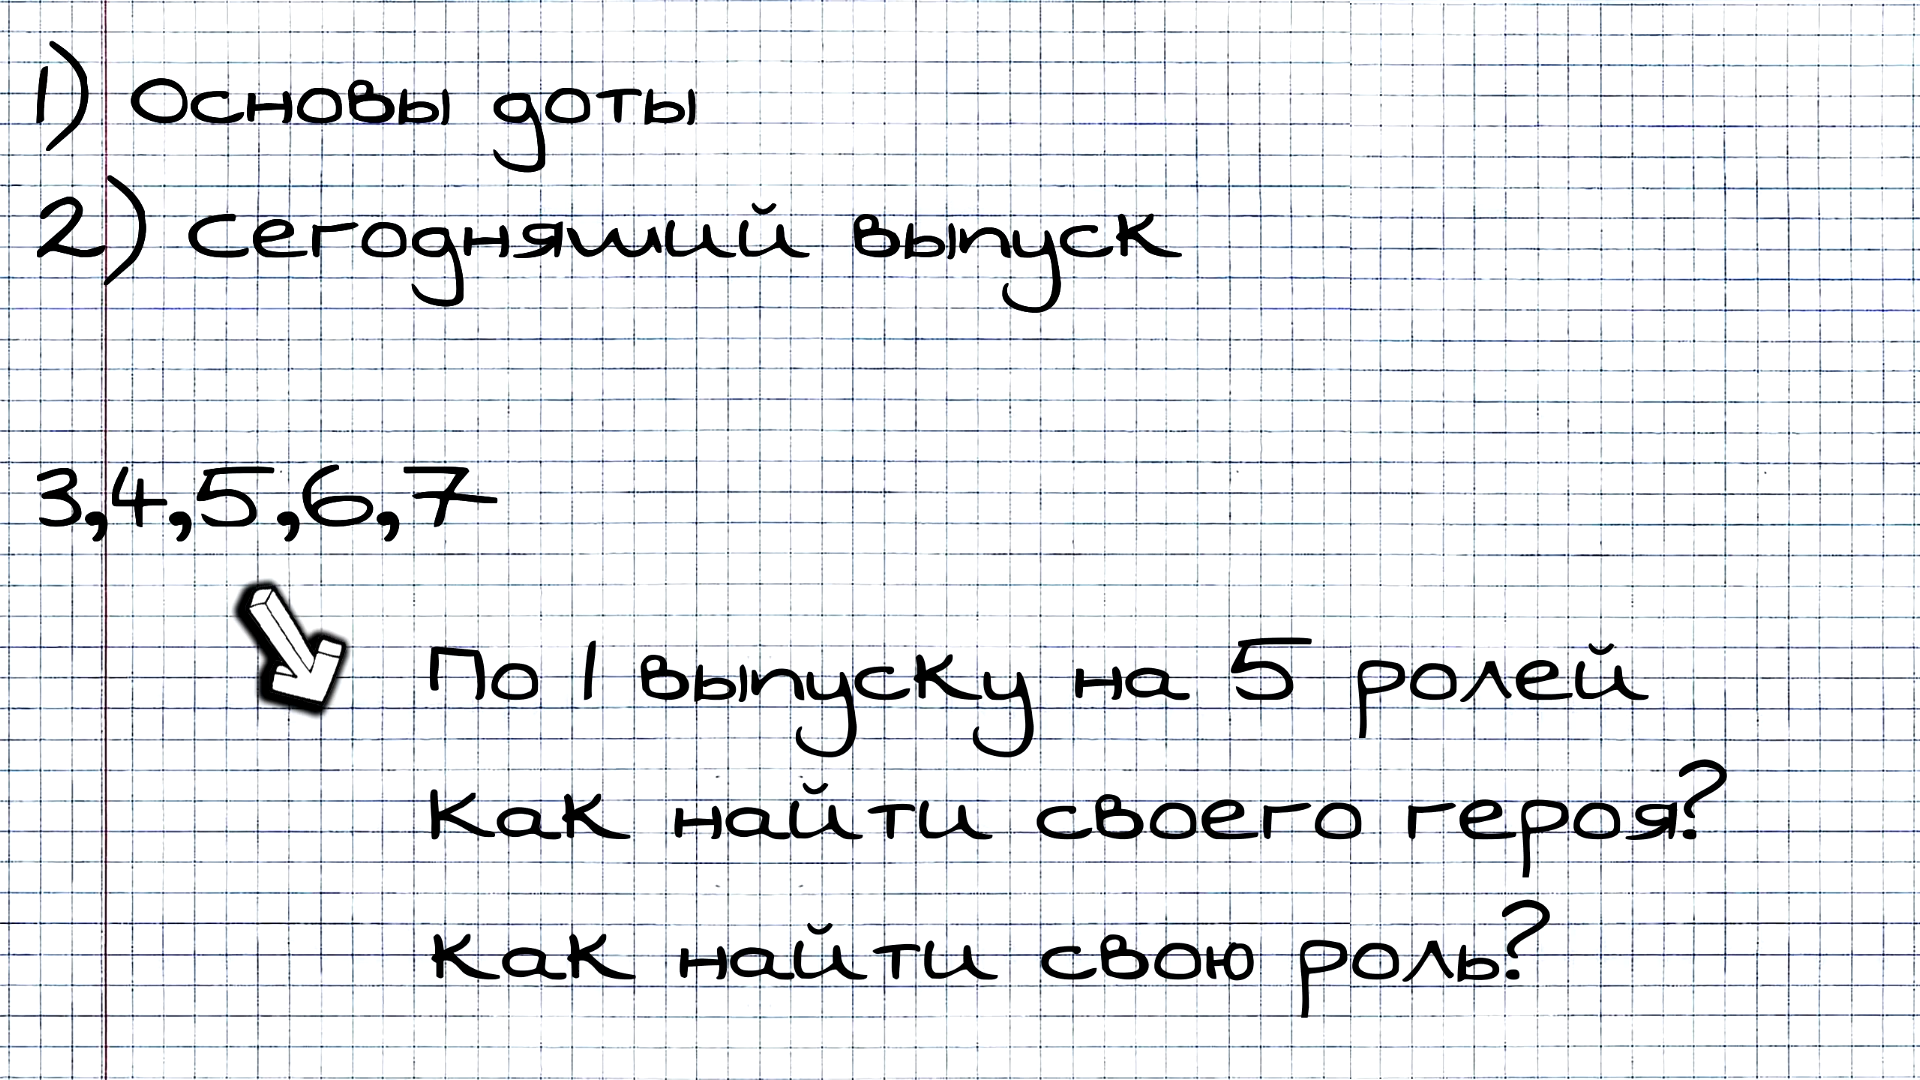 1) Основы доты
2) Сегодняший выпуск
3,4,5,6,7
По 1 выпуску на 5 ролей
Как найти своего героя?
Как найти свою роль?